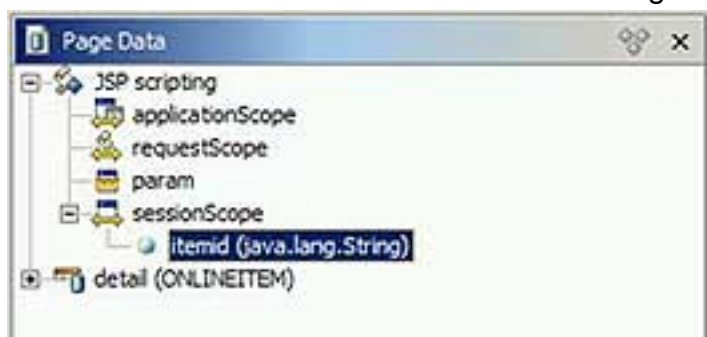 Page Data
JSP scripting
applicationScope
requestScope
param
sessionScope
itemid (java.lang.String)
detail (ONLINEITEM)